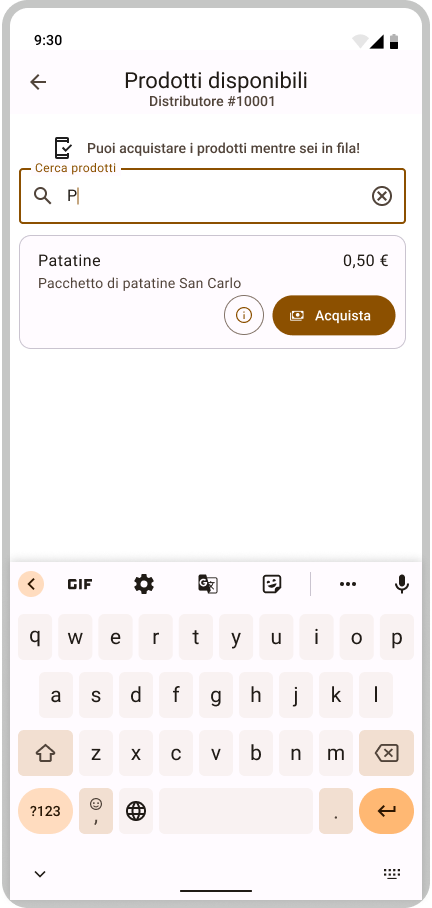 9:30
Prodotti disponibili
Distributore #10001
Puoi acquistare i prodotti mentre sei in fila!
Cerca prodotti
P
Patatine 0,50 €
Pacchetto di patatine San Carlo
Acquista
GIF
q w e r t y u i o p
a s d f g h j k l
z x c v b n m
?123 , .